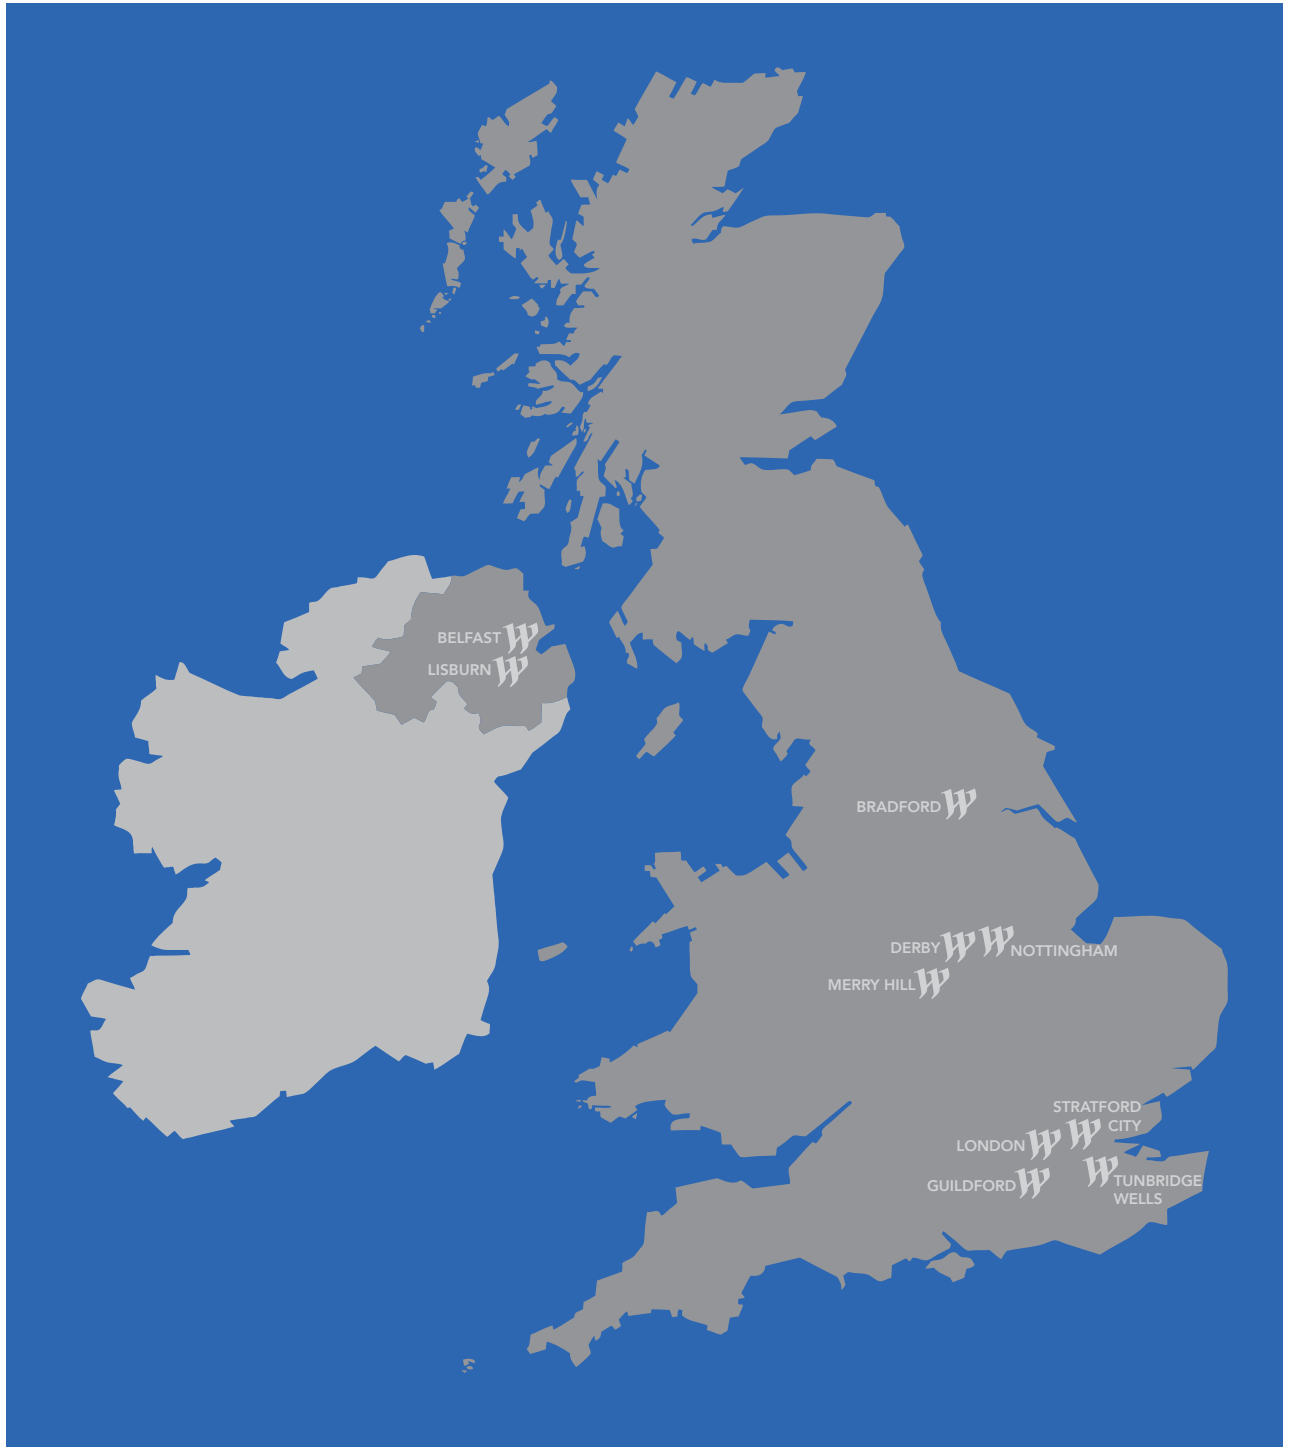 BELFAST
LISBURN
BRADFORD
DERBY
NOTTINGHAM
MERRY HILL
STRATFORD
CITY
LONDON
GUILDFORD
TUNBRIDGE
WELLS